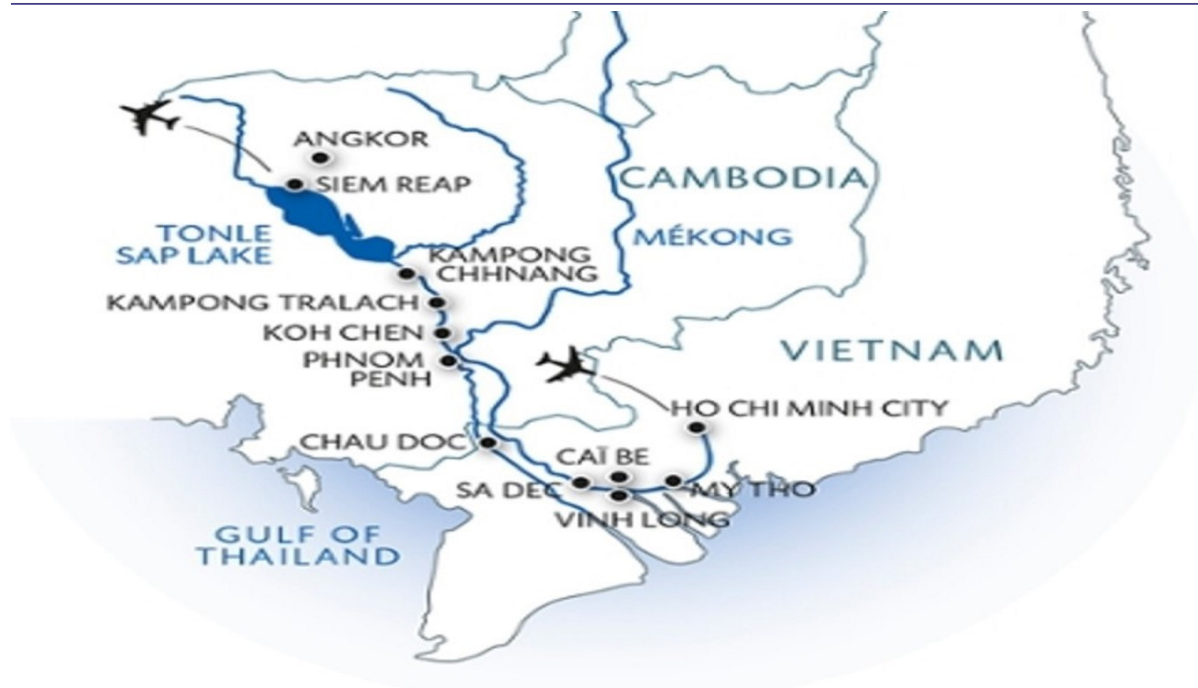 ANGKOR
SIEM REAP
CAMBODIA
TONLE
SAP LAKE
MÉKONG
KAMPONG
CHHNANG
KAMPONG TRALACH
KOH CHEN
PHNOM
PENH
VIETNAM
HO CHI MINH CITY
CHAU DOC
CAÏ BE
SA DEC
MY THO
VINH LONG
GULF OF
THAILAND